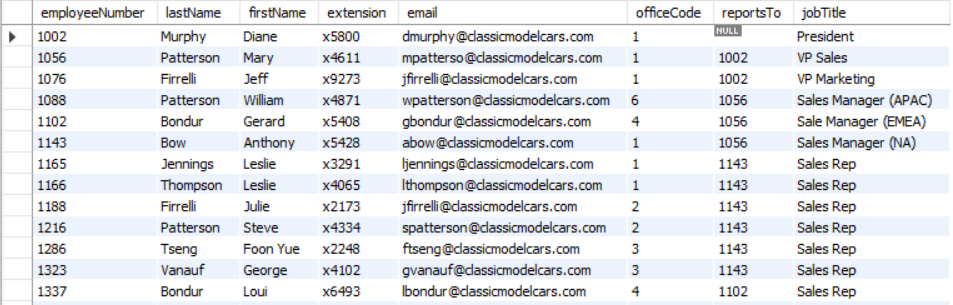 employeeNumber lastName firstName extension email officeCode reportsTo jobTitle
1002 Murphy Diane x5800 dmurphy@classicmodelcars.com 1 NULL President
1056 Patterson Mary x4611 mpatterso@classicmodelcars.com 1 1002 VP Sales
1076 Firrelli Jeff x9273 jfirrelli@classicmodelcars.com 1 1002 VP Marketing
1088 Patterson William x4871 wpatterson@classicmodelcars.com 6 1056 Sales Manager (APAC)
1102 Bondur Gerard x5408 gbondur@classicmodelcars.com 4 1056 Sale Manager (EMEA)
1143 Bow Anthony x5428 abow@classicmodelcars.com 1 1056 Sales Manager (NA)
1165 Jennings Leslie x3291 ljennings@classicmodelcars.com 1 1143 Sales Rep
1166 Thompson Leslie x4065 lthompson@classicmodelcars.com 1 1143 Sales Rep
1188 Firrelli Julie x2173 jfirrelli@classicmodelcars.com 2 1143 Sales Rep
1216 Patterson Steve x4334 spatterson@classicmodelcars.com 2 1143 Sales Rep
1286 Tseng Foon Yue x2248 ftseng@classicmodelcars.com 3 1143 Sales Rep
1323 Vanauf George x4102 gvanauf@classicmodelcars.com 3 1143 Sales Rep
1337 Bondur Loui x6493 lbondur@classicmodelcars.com 4 1102 Sales Rep